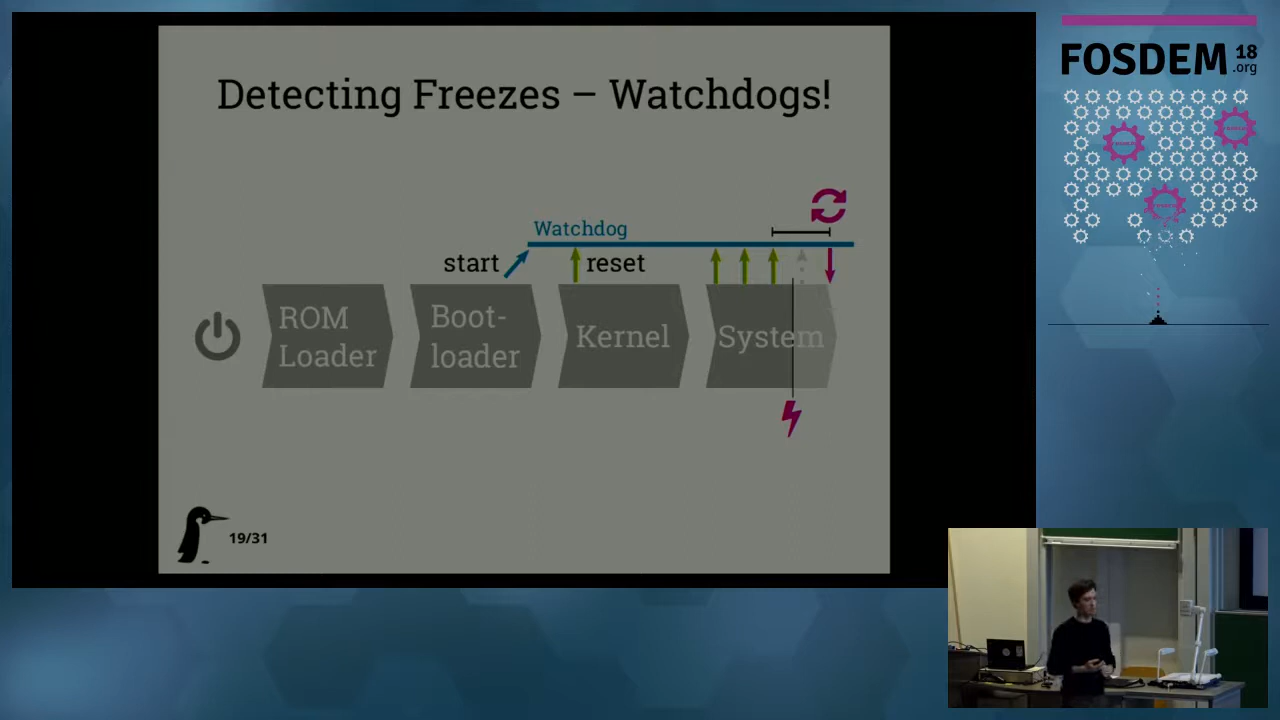 Detecting Freezes – Watchdogs!
Watchdog
start
reset
ROM
Loader
Boot-
loader
Kernel
System
19/31
FOSDEM 18
.org